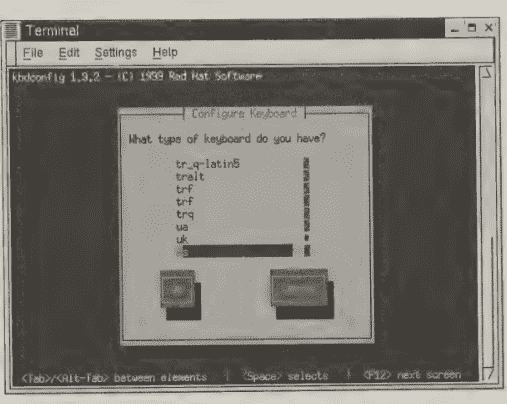 Terminal
File Edit Settings Help
kbdconfig 1.9.2 - (C) 1999 Red Hat Software
Configure Keyboard
What type of keyboard do you have?
tr_q-latin5
tralt
trf
trf
trq
ua
uk
<Tab>/<Alt-Tab> between elements | <Space> selects | <F12> next screen